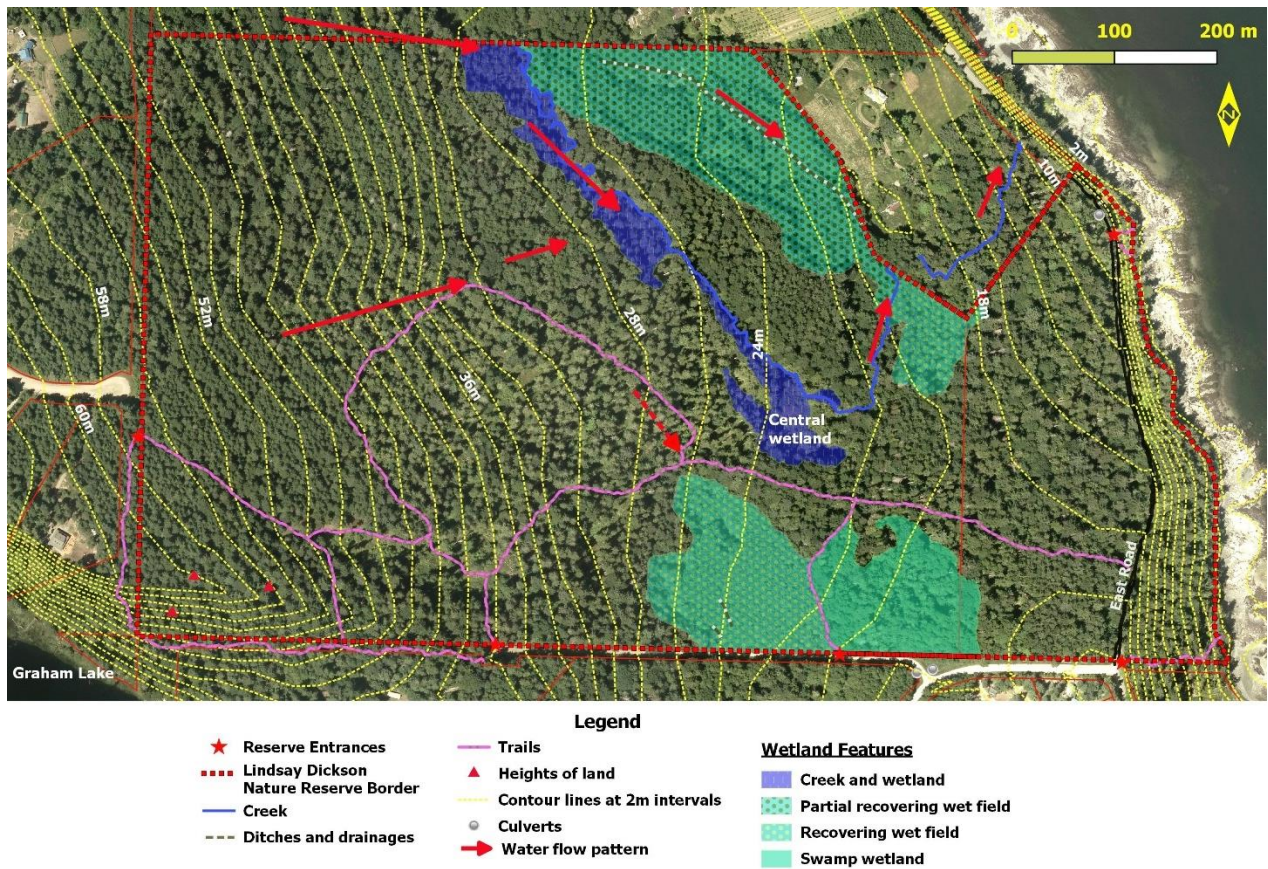 0 100 200 m
N
2m
10m
58m
52m
18m
28m
24m
36m
60m
Central
wetland
East Road
Graham Lake
Legend
Reserve Entrances
Lindsay Dickson
Nature Reserve Border
Creek
Ditches and drainages
Trails
Heights of land
Contour lines at 2m intervals
Culverts
Water flow pattern
Wetland Features
Creek and wetland
Partial recovering wet field
Recovering wet field
Swamp wetland